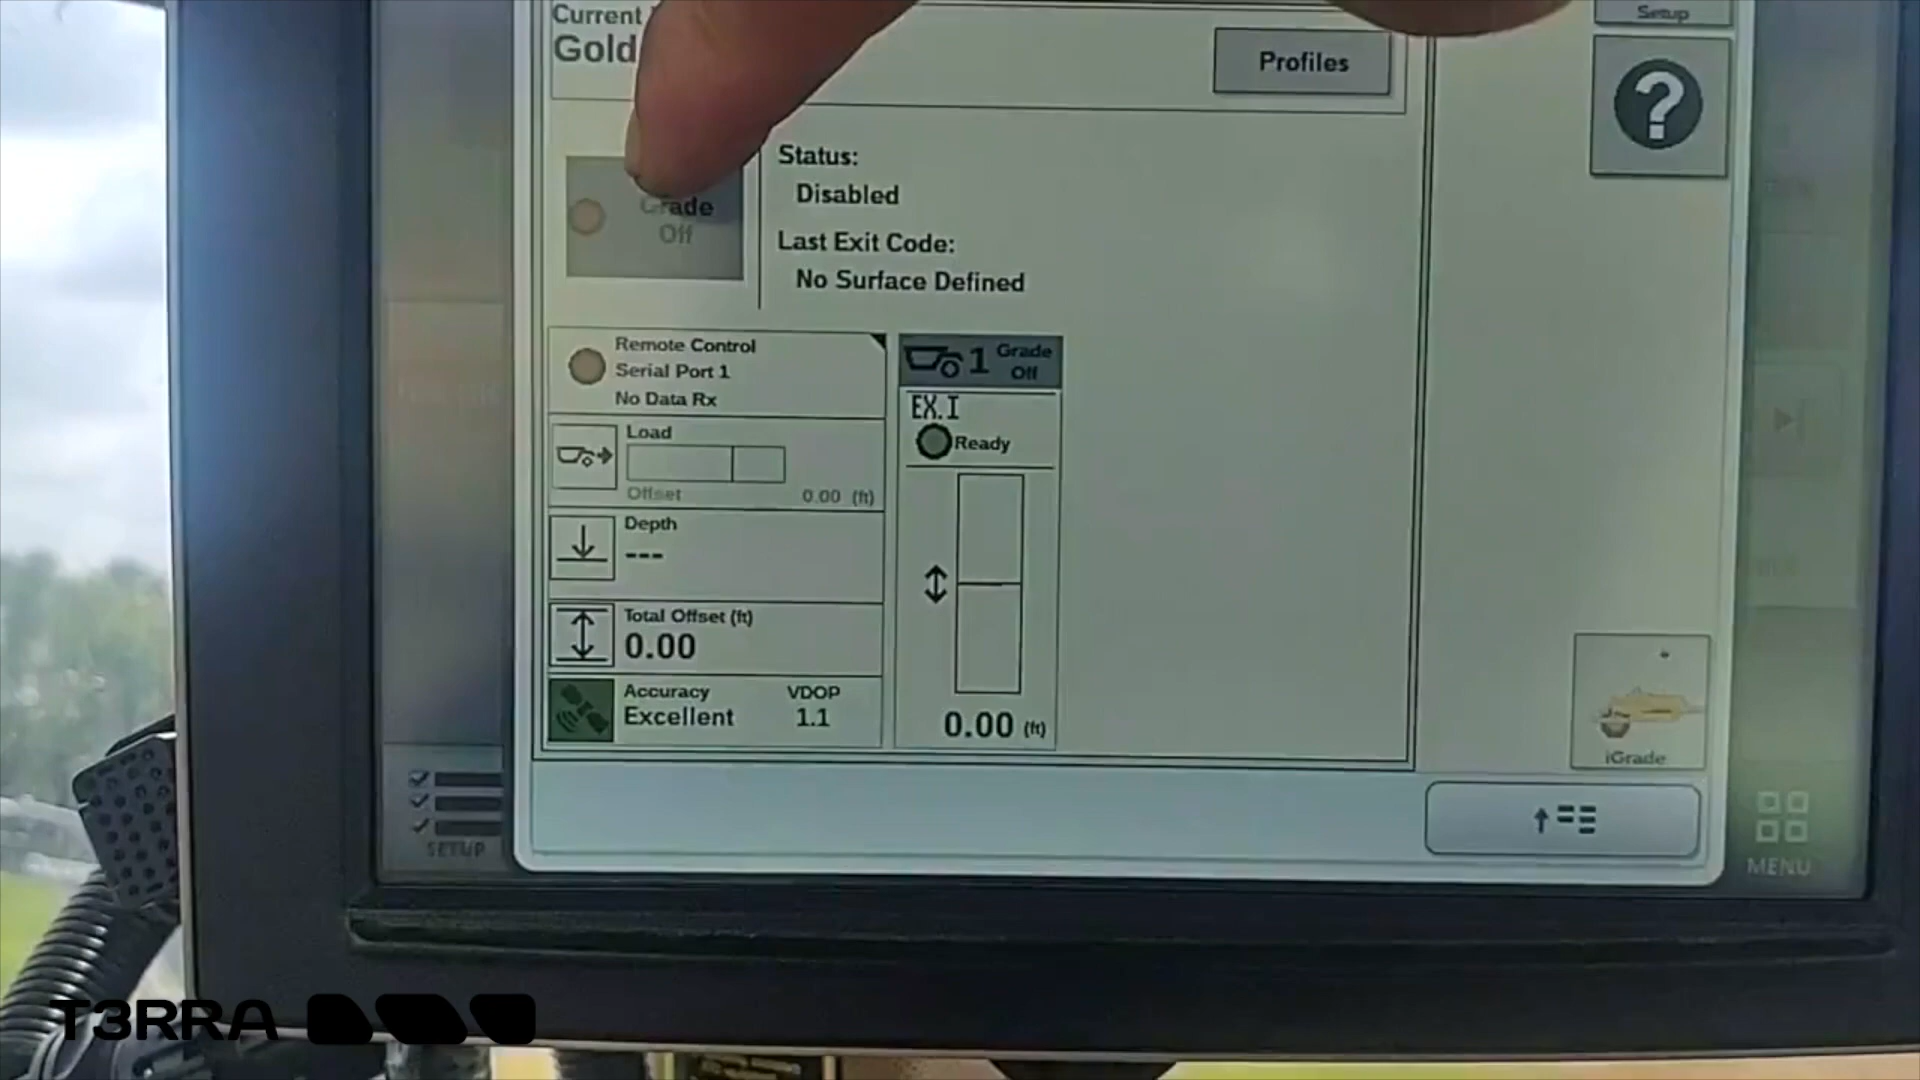 Current
Gold
Profiles
Setup
?
Grade
Off
Status:
Disabled
Last Exit Code:
No Surface Defined
Remote Control
Serial Port 1
No Data Rx
1 Grade
Off
EX.I
Ready
Load
Offset 0.00 (ft)
Depth
---
Total Offset (ft)
0.00
Accuracy VDOP
Excellent 1.1
0.00 (ft)
iGrade
SETUP
MENU
T3RRA